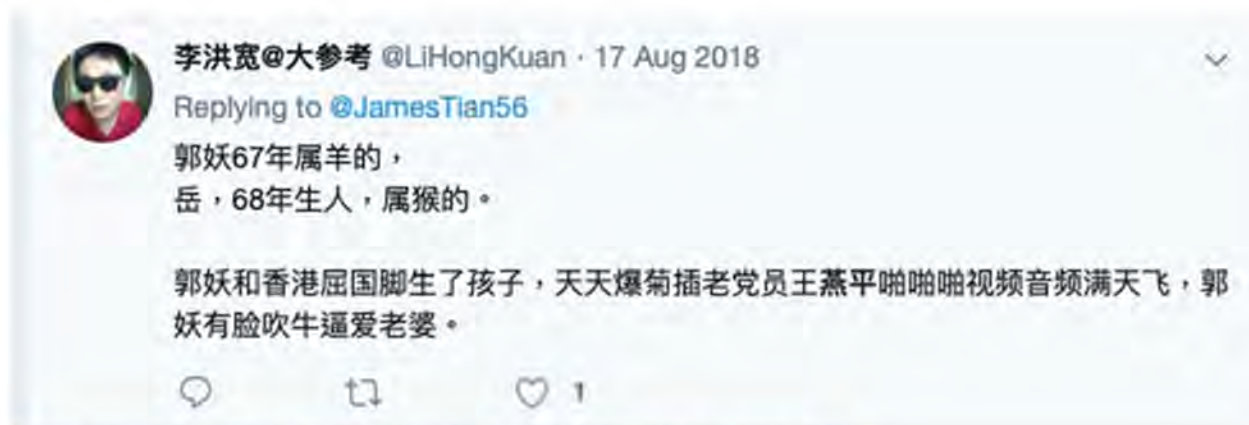 李洪宽@大参考 @LiHongKuan · 17 Aug 2018
Replying to @JamesTian56
郭妖67年属羊的，
岳，68年生人，属猴的。
郭妖和香港屈国脚生了孩子，天天爆菊插老党员王燕平啪啪啪视频音频满天飞，郭
妖有脸吹牛逼爱老婆。
1